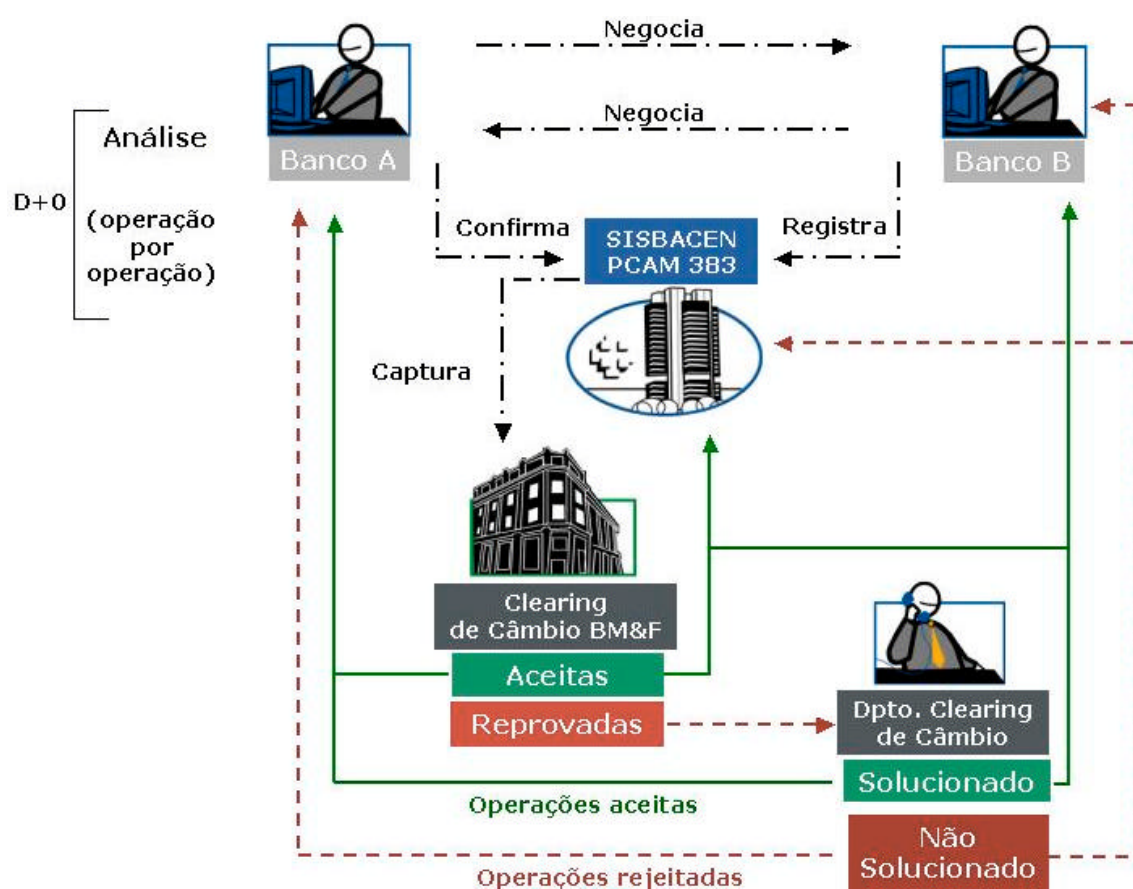 Negocia
Negocia
Análise
Banco A
Banco B
D+0
(operação
por
operação)
Confirma
SISBACEN
PCAM 383
Registra
Captura
Clearing
de Câmbio BM&F
Aceitas
Reprovadas
Dpto. Clearing
de Câmbio
Solucionado
Operações aceitas
Não
Solucionado
Operações rejeitadas